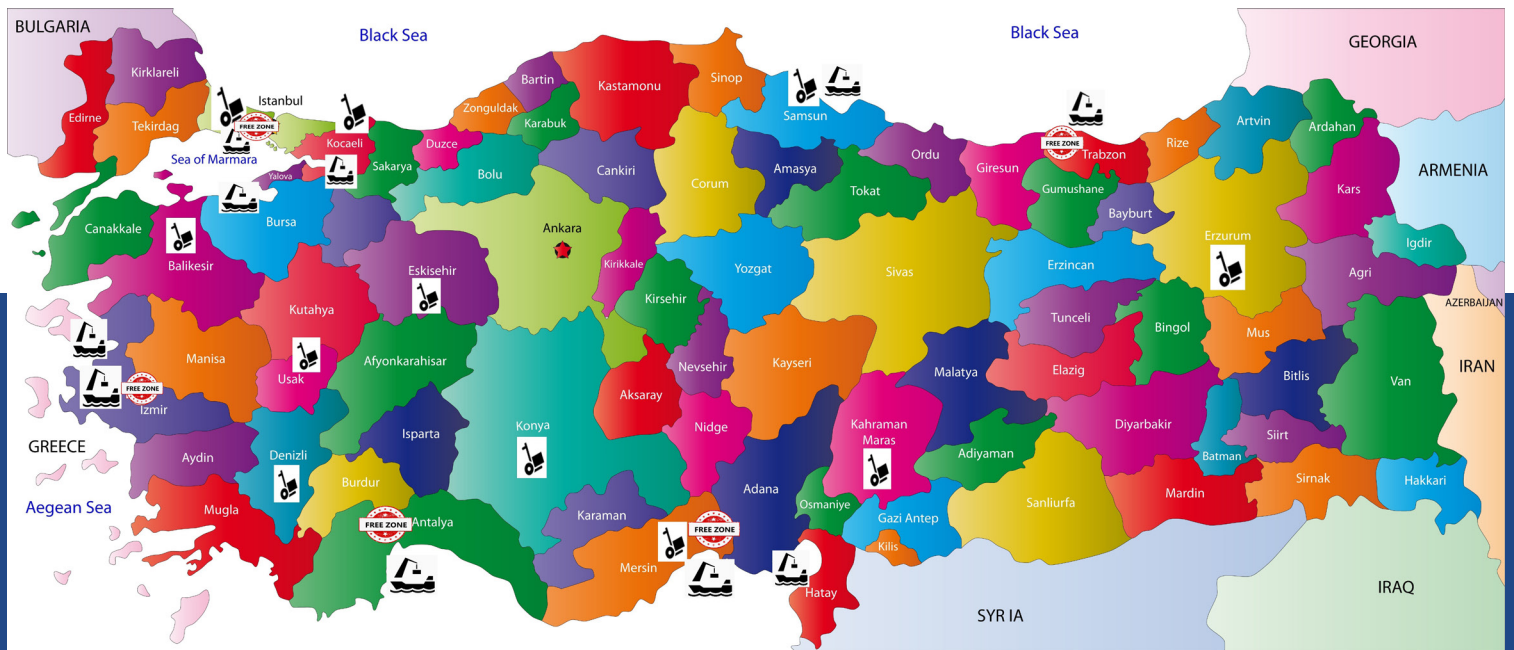 BULGARIA
Black Sea
Black Sea
GEORGIA
Kirklareli
Bartin
Kastamonu
Sinop
Zonguldak
Istanbul
Edirne
Tekirdag
FREE ZONE
Karabuk
Samsun
Artvin
Ardahan
Kocaeli
Duzce
FREE ZONE
Trabzon
Rize
Sea of Marmara
Sakarya
Yalova
Bolu
Cankiri
Corum
Amasya
Ordu
Giresun
ARMENIA
Tokat
Gumushane
Kars
Canakkale
Bursa
Bayburt
Ankara
Erzurum
Igdir
Balikesir
Eskisehir
Kirikkale
Yozgat
Sivas
Erzincan
Agri
Kirsehir
AZERBAIJAN
Kutahya
Tunceli
Bingol
Mus
Manisa
Afyonkarahisar
Nevsehir
Kayseri
Malatya
Elazig
Bitlis
Van
IRAN
Usak
FREE ZONE
Izmir
Aksaray
Konya
Nidge
Kahraman
Maras
Diyarbakir
Isparta
Siirt
GREECE
Aydin
Denizli
Adiyaman
Batman
Burdur
Adana
Mardin
Sirnak
Hakkari
Aegean Sea
Mugla
Osmaniye
Sanliurfa
FREE ZONE
Antalya
Karaman
FREE ZONE
Gazi Antep
Kilis
Mersin
Hatay
SYR IA
IRAQ